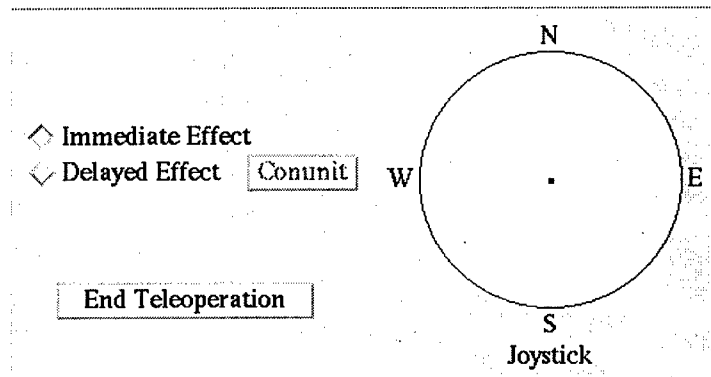 N
Immediate Effect
Delayed Effect
Commit
W
E
End Teleoperation
S
Joystick